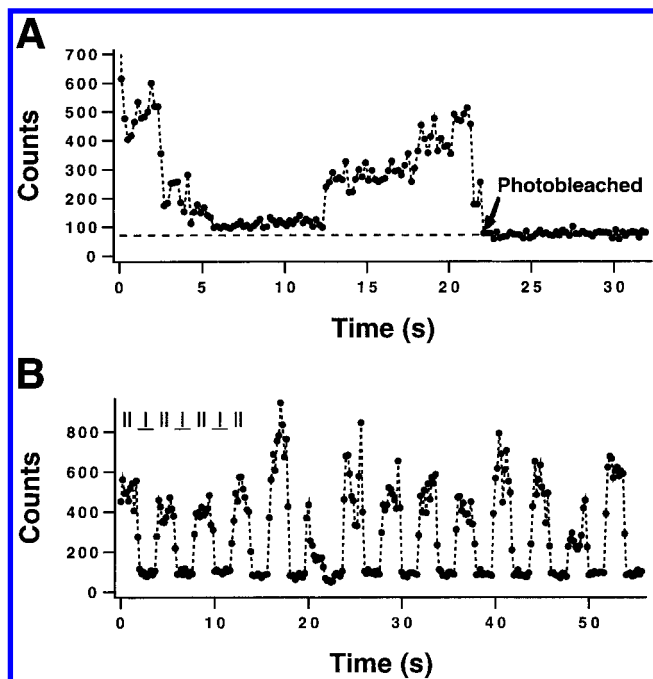 A
700
600
500
400
300
200
100
0
Counts
Photobleached
0 5 10 15 20 25 30
Time (s)
B
|| ⊥ || ⊥ || ⊥ ||
800
600
400
200
0
Counts
0 10 20 30 40 50
Time (s)